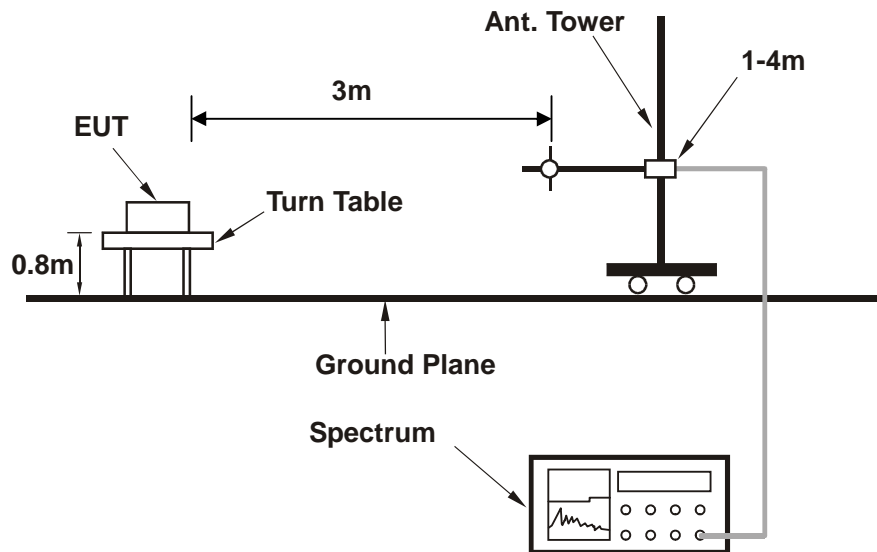 Ant. Tower
1-4m
3m
EUT
Turn Table
0.8m
Ground Plane
Spectrum